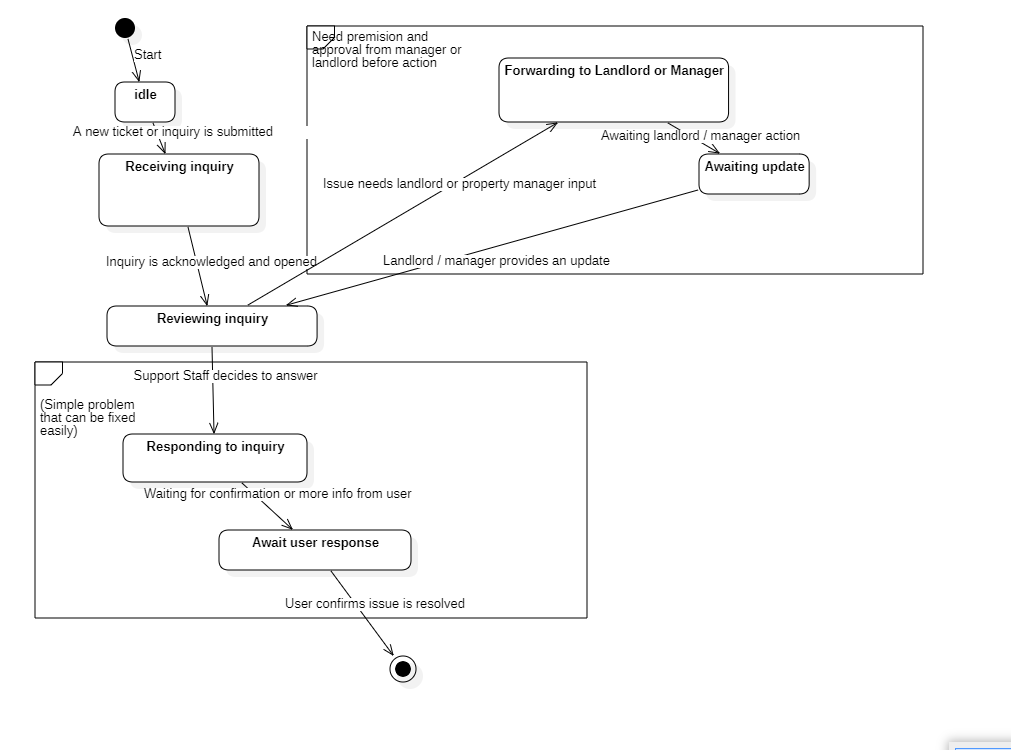 Start
idle
A new ticket or inquiry is submitted
Receiving inquiry
Inquiry is acknowledged and opened
Need premision and
approval from manager or
landlord before action
Forwarding to Landlord or Manager
Awaiting landlord / manager action
Awaiting update
Issue needs landlord or property manager input
Landlord / manager provides an update
Reviewing inquiry
Support Staff decides to answer
(Simple problem
that can be fixed
easily)
Responding to inquiry
Waiting for confirmation or more info from user
Await user response
User confirms issue is resolved